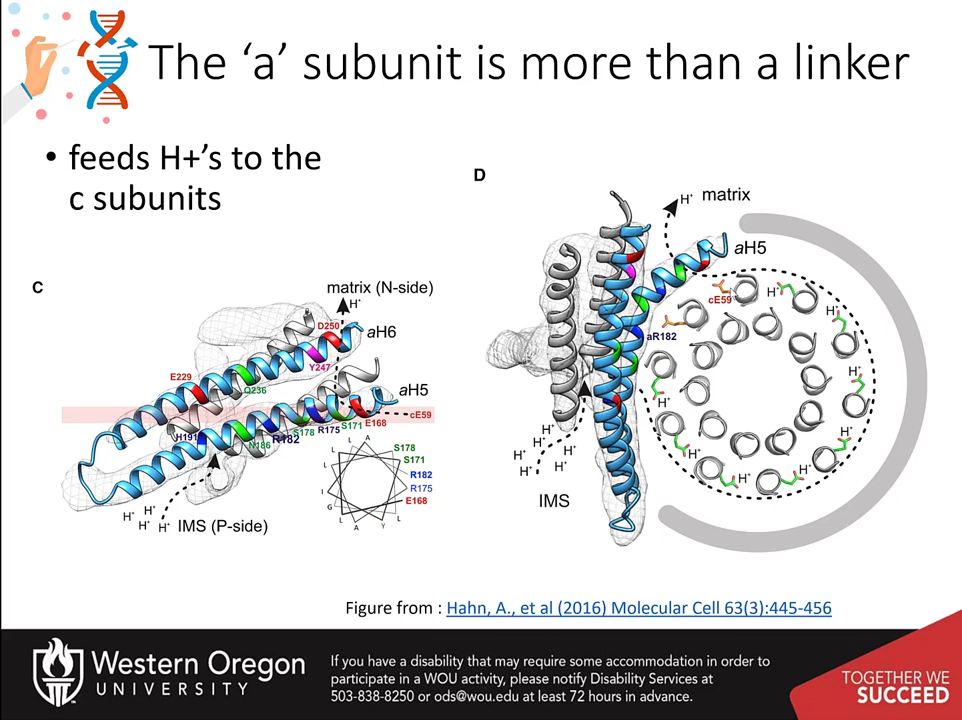 The ‘a’ subunit is more than a linker
• feeds H+’s to the
c subunits
C
matrix (N-side)
H⁺
D250
aH6
Y247
E229
Q236
aH5
cE59
H191
N186
R182
S178
R175
S171
E168
A
L
L
S178
L
S171
L
R182
I
R175
G
E168
L
L
A
Y
H⁺
H⁺
H⁺
H⁺
IMS (P-side)
D
H⁺
matrix
aH5
cE59
H⁺
H⁺
aR182
H⁺
H⁺
H⁺
H⁺
H⁺
H⁺
H⁺
H⁺
H⁺
H⁺
H⁺
H⁺
IMS
Figure from : Hahn, A., et al (2016) Molecular Cell 63(3):445-456
Western Oregon
UNIVERSITY
If you have a disability that may require some accommodation in order to
participate in a WOU activity, please notify Disability Services at
503-838-8250 or ods@wou.edu at least 72 hours in advance.
TOGETHER WE
SUCCEED